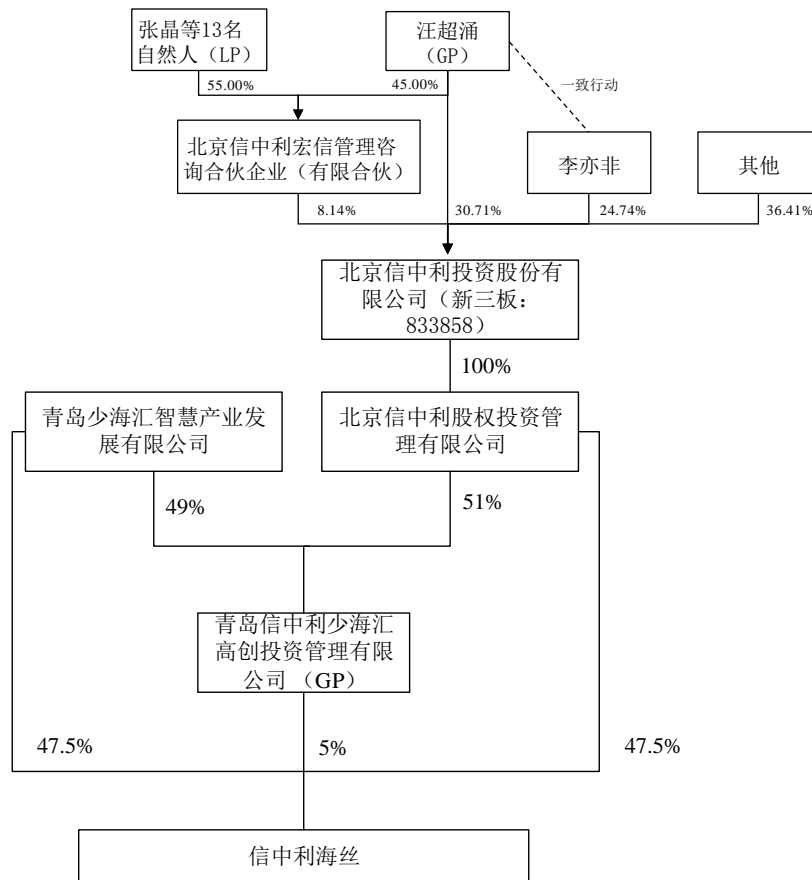 张晶等13名
自然人（LP）
汪超涌
（GP）
55.00%
45.00%
一致行动
北京信中利宏信管理咨
询合伙企业（有限合伙）
李亦非
其他
8.14%
30.71%
24.74%
36.41%
北京信中利投资股份有
限公司（新三板：
833858）
100%
青岛少海汇智慧产业发
展有限公司
北京信中利股权投资管
理有限公司
49%
51%
青岛信中利少海汇
高创投资管理有限
公司 （GP）
47.5%
5%
47.5%
信中利海丝